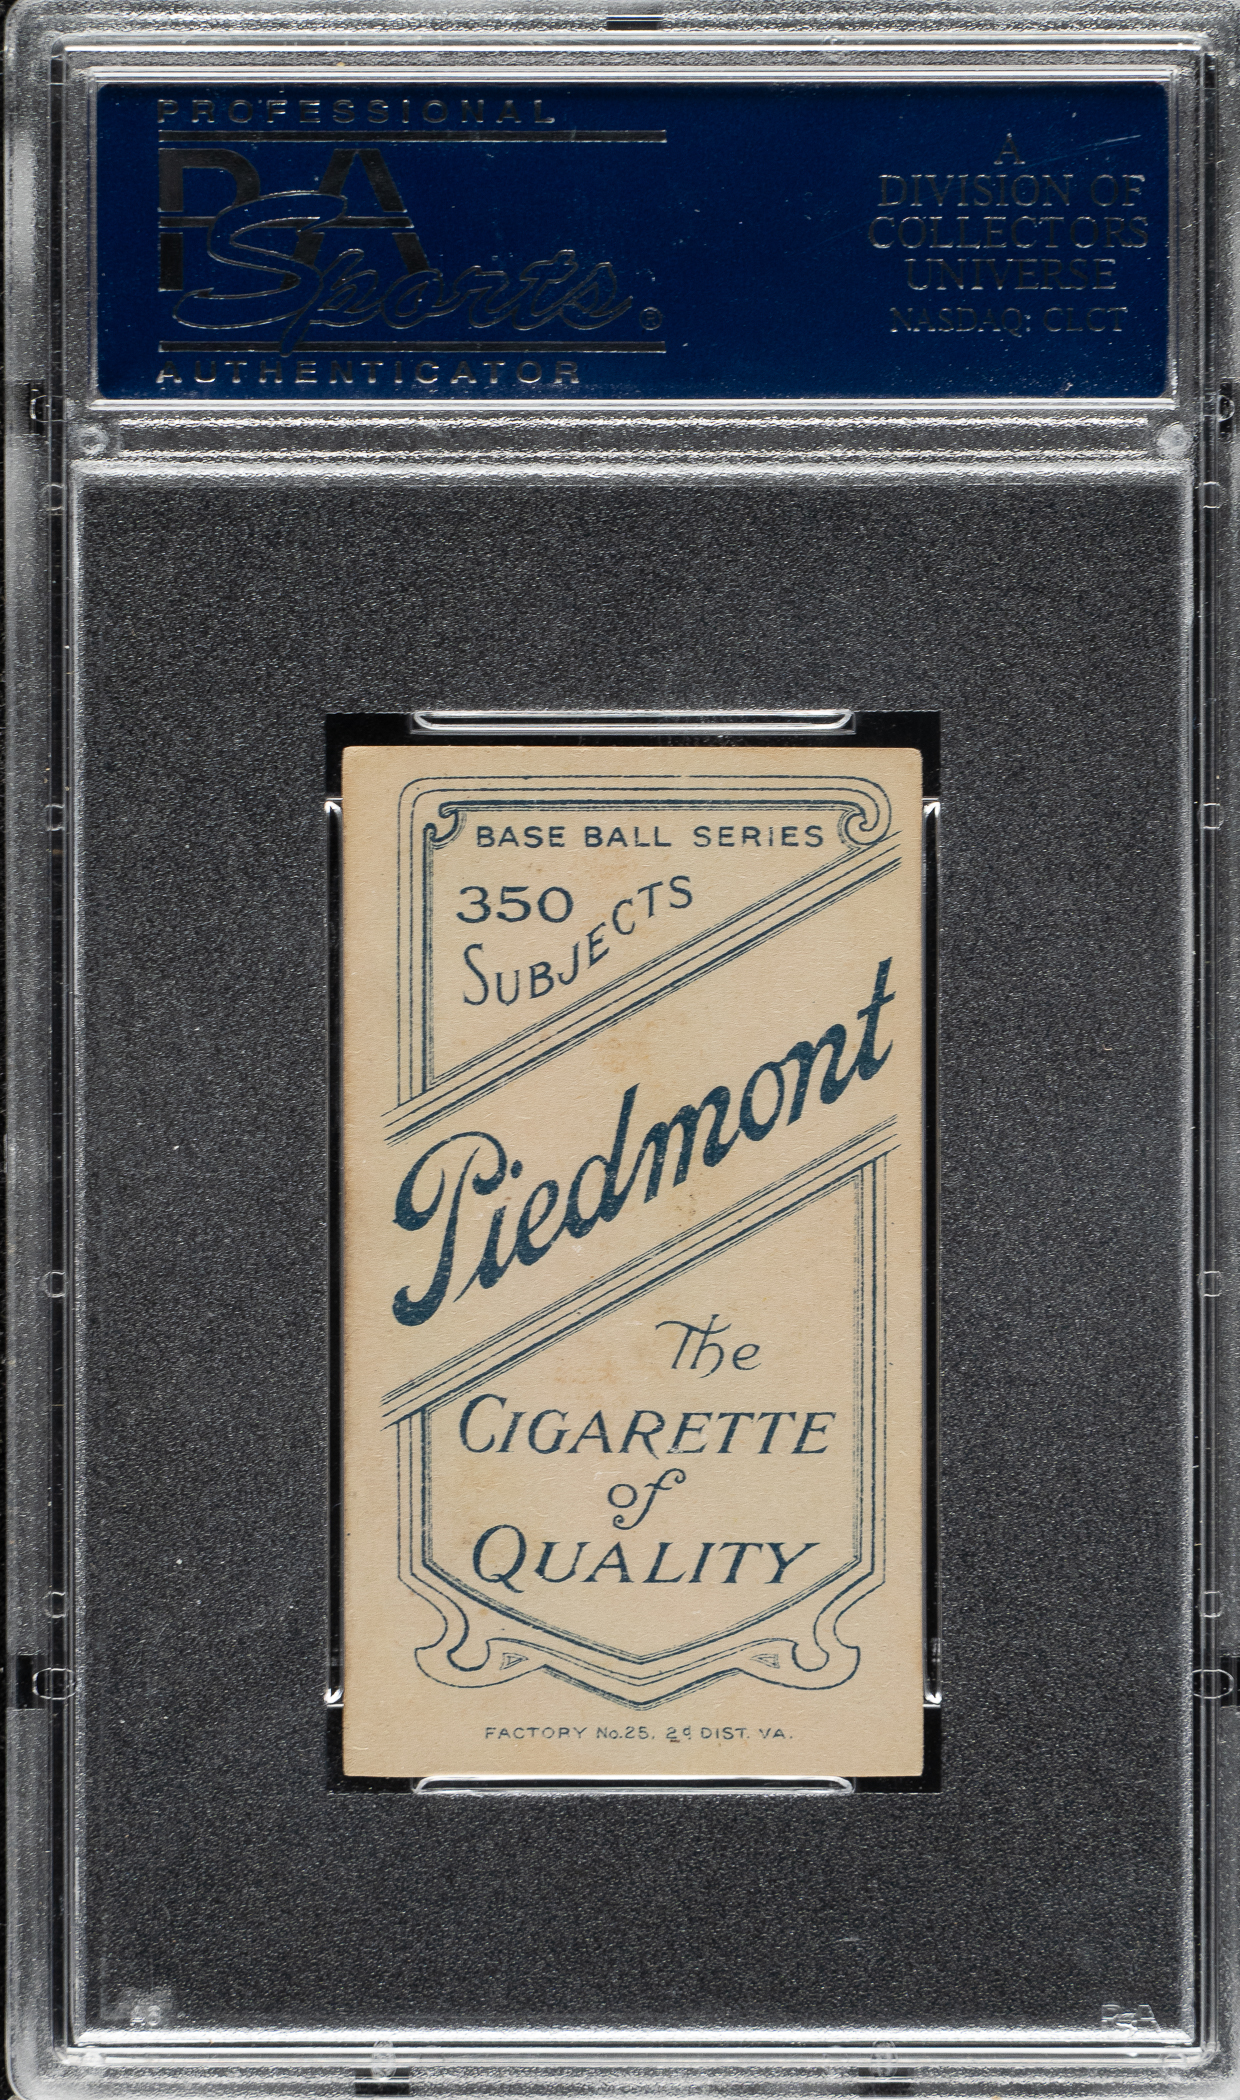 PROFESSIONAL
PSA
Sports®
AUTHENTICATOR
A
DIVISION OF
COLLECTORS
UNIVERSE
NASDAQ: CLCT
BASE BALL SERIES
350
SUBJECTS
Piedmont
The
CIGARETTE
of
QUALITY
FACTORY No.25, 2d DIST. VA.
PSA